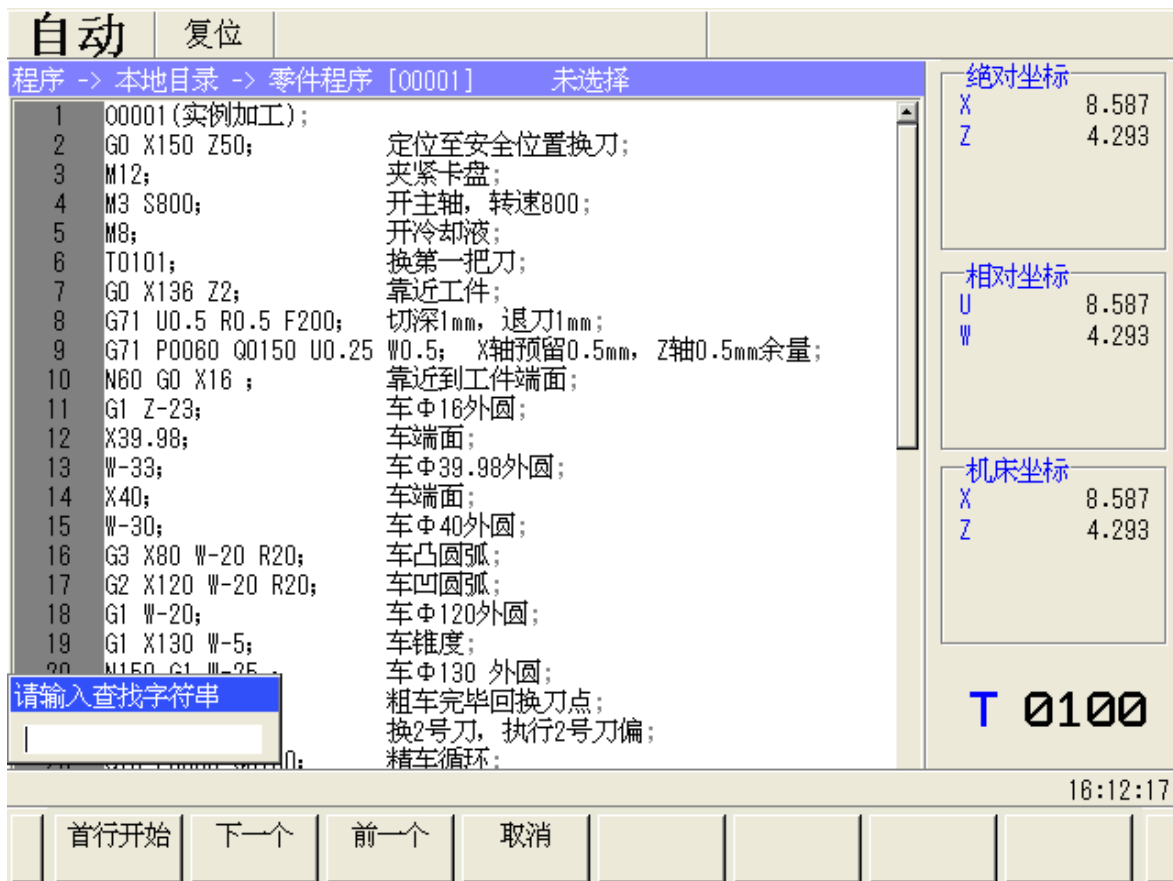 自动 复位
程序 -> 本地目录 -> 零件程序 [O0001] 未选择
1 O0001(实例加工);
2 G0 X150 Z50; 定位至安全位置换刀;
3 M12; 夹紧卡盘;
4 M3 S800; 开主轴，转速800;
5 M8; 开冷却液;
6 T0101; 换第一把刀;
7 G0 X136 Z2; 靠近工件;
8 G71 U0.5 R0.5 F200; 切深1mm，退刀1mm;
9 G71 P0060 Q0150 U0.25 W0.5; X轴预留0.5mm，Z轴0.5mm余量;
10 N60 G0 X16 ; 靠近到工件端面;
11 G1 Z-23; 车Φ16外圆;
12 X39.98; 车端面;
13 W-33; 车Φ39.98外圆;
14 X40; 车端面;
15 W-30; 车Φ40外圆;
16 G3 X80 W-20 R20; 车凸圆弧;
17 G2 X120 W-20 R20; 车凹圆弧;
18 G1 W-20; 车Φ120外圆;
19 G1 X130 W-5; 车锥度;
20 N150 G1 W-25 ; 车Φ130 外圆;
粗车完毕回换刀点;
换2号刀，执行2号刀偏;
精车循环;
请输入查找字符串
绝对坐标
X 8.587
Z 4.293
相对坐标
U 8.587
W 4.293
机床坐标
X 8.587
Z 4.293
T 0100
16:12:17
首行开始 下一个 前一个 取消